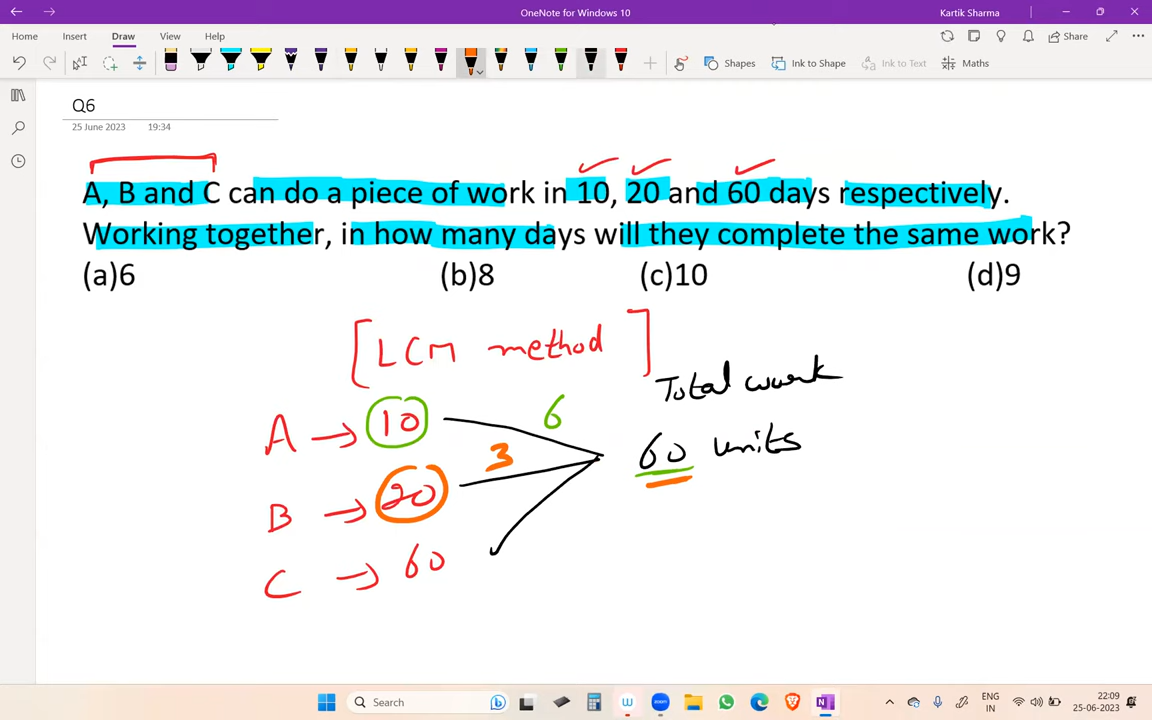 OneNote for Windows 10
Kartik Sharma
Home
Insert
Draw
View
Help
Share
Shapes
Ink to Shape
Ink to Text
Maths
Q6
25 June 2023 19:34
A, B and C can do a piece of work in 10, 20 and 60 days respectively.
Working together, in how many days will they complete the same work?
(a)6 (b)8 (c)10 (d)9
[LCM method]
Total work
A → 10 6
60 units
3
B → 20
C → 60
Search
ENG
IN
22:09
25-06-2023